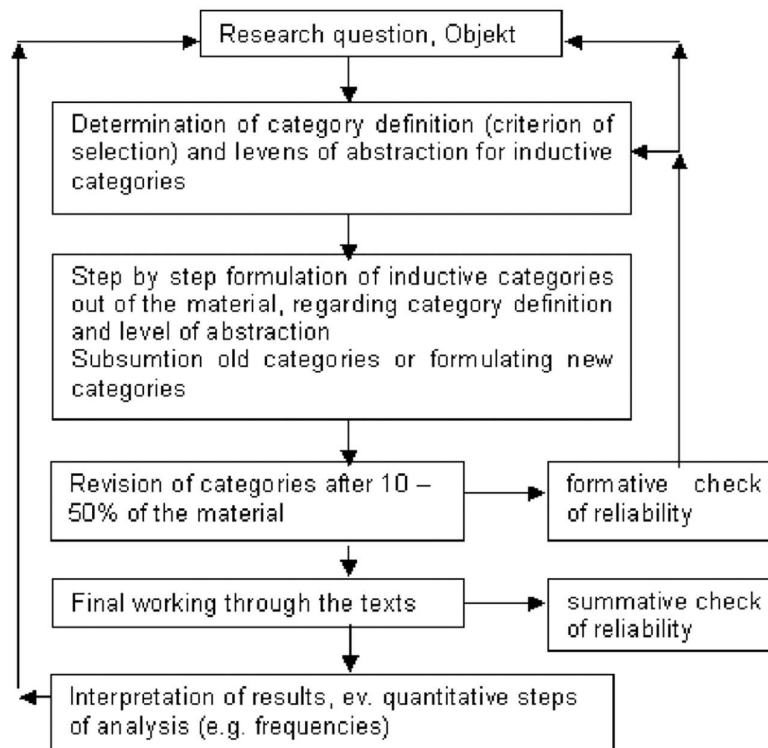 Research question, Objekt
Determination of category definition (criterion of
selection) and levens of abstraction for inductive
categories
Step by step formulation of inductive categories
out of the material, regarding category definition
and level of abstraction
Subsumtion old categories or formulating new
categories
Revision of categories after 10 –
50% of the material
formative check
of reliability
Final working through the texts
summative check
of reliability
Interpretation of results, ev. quantitative steps
of analysis (e.g. frequencies)